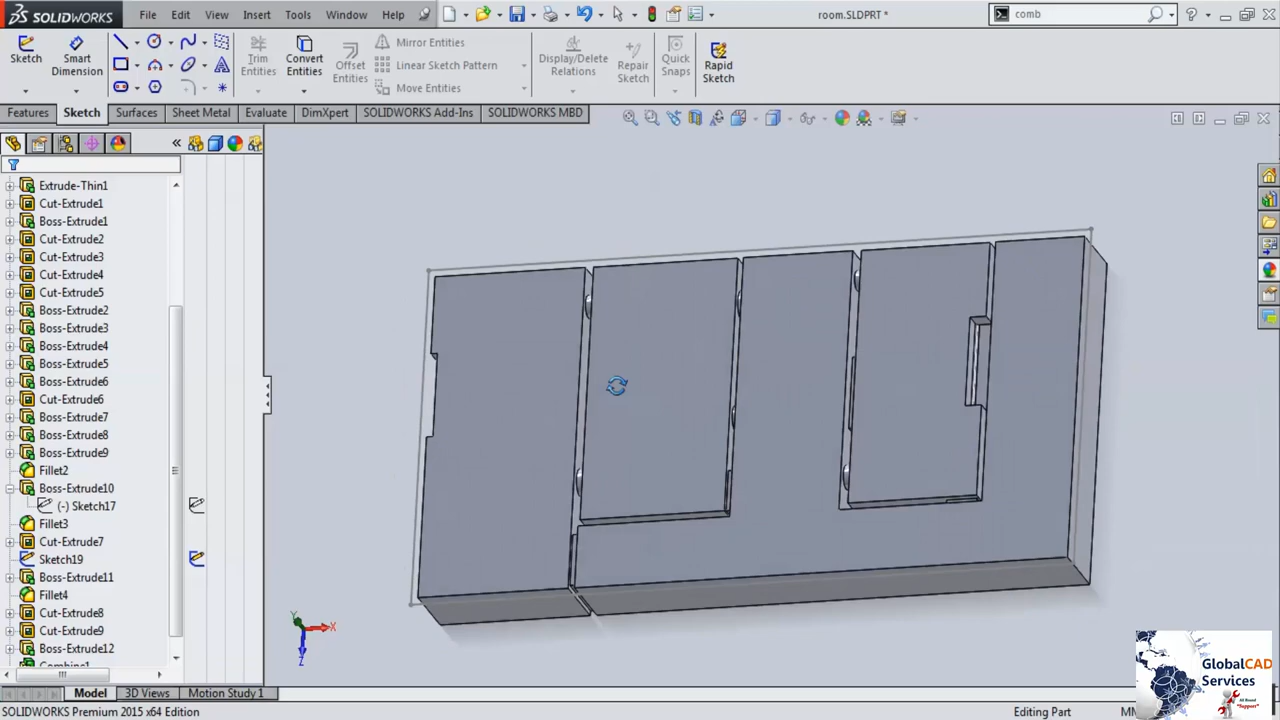 SOLIDWORKS File Edit View Insert Tools Window Help room.SLDPRT * comb
Sketch Smart Dimension Trim Entities Convert Entities Offset Entities Mirror Entities Linear Sketch Pattern Move Entities Display/Delete Relations Repair Sketch Quick Snaps Rapid Sketch
Features Sketch Surfaces Sheet Metal Evaluate DimXpert SOLIDWORKS Add-Ins SOLIDWORKS MBD
Extrude-Thin1
Cut-Extrude1
Boss-Extrude1
Cut-Extrude2
Cut-Extrude3
Cut-Extrude4
Cut-Extrude5
Boss-Extrude2
Boss-Extrude3
Boss-Extrude4
Boss-Extrude5
Boss-Extrude6
Cut-Extrude6
Boss-Extrude7
Boss-Extrude8
Boss-Extrude9
Fillet2
Boss-Extrude10
(-) Sketch17
Fillet3
Cut-Extrude7
Sketch19
Boss-Extrude11
Fillet4
Cut-Extrude8
Cut-Extrude9
Boss-Extrude12
Combine1
Y
X
Z
GlobalCAD
Services
"Support"
Model 3D Views Motion Study 1
SOLIDWORKS Premium 2015 x64 Edition Editing Part